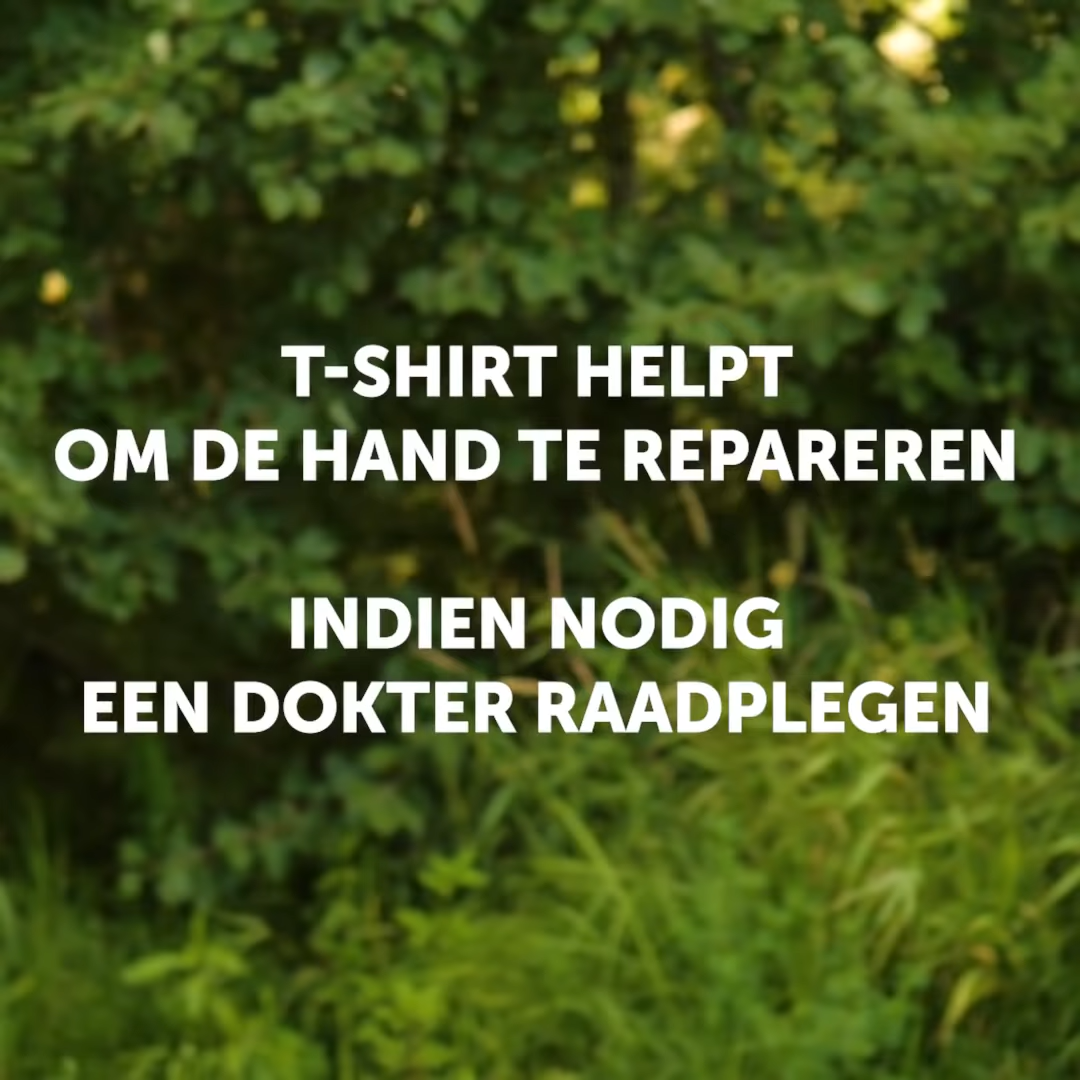 T-SHIRT HELPT
OM DE HAND TE REPAREREN
INDIEN NODIG
EEN DOKTER RAADPLEGEN